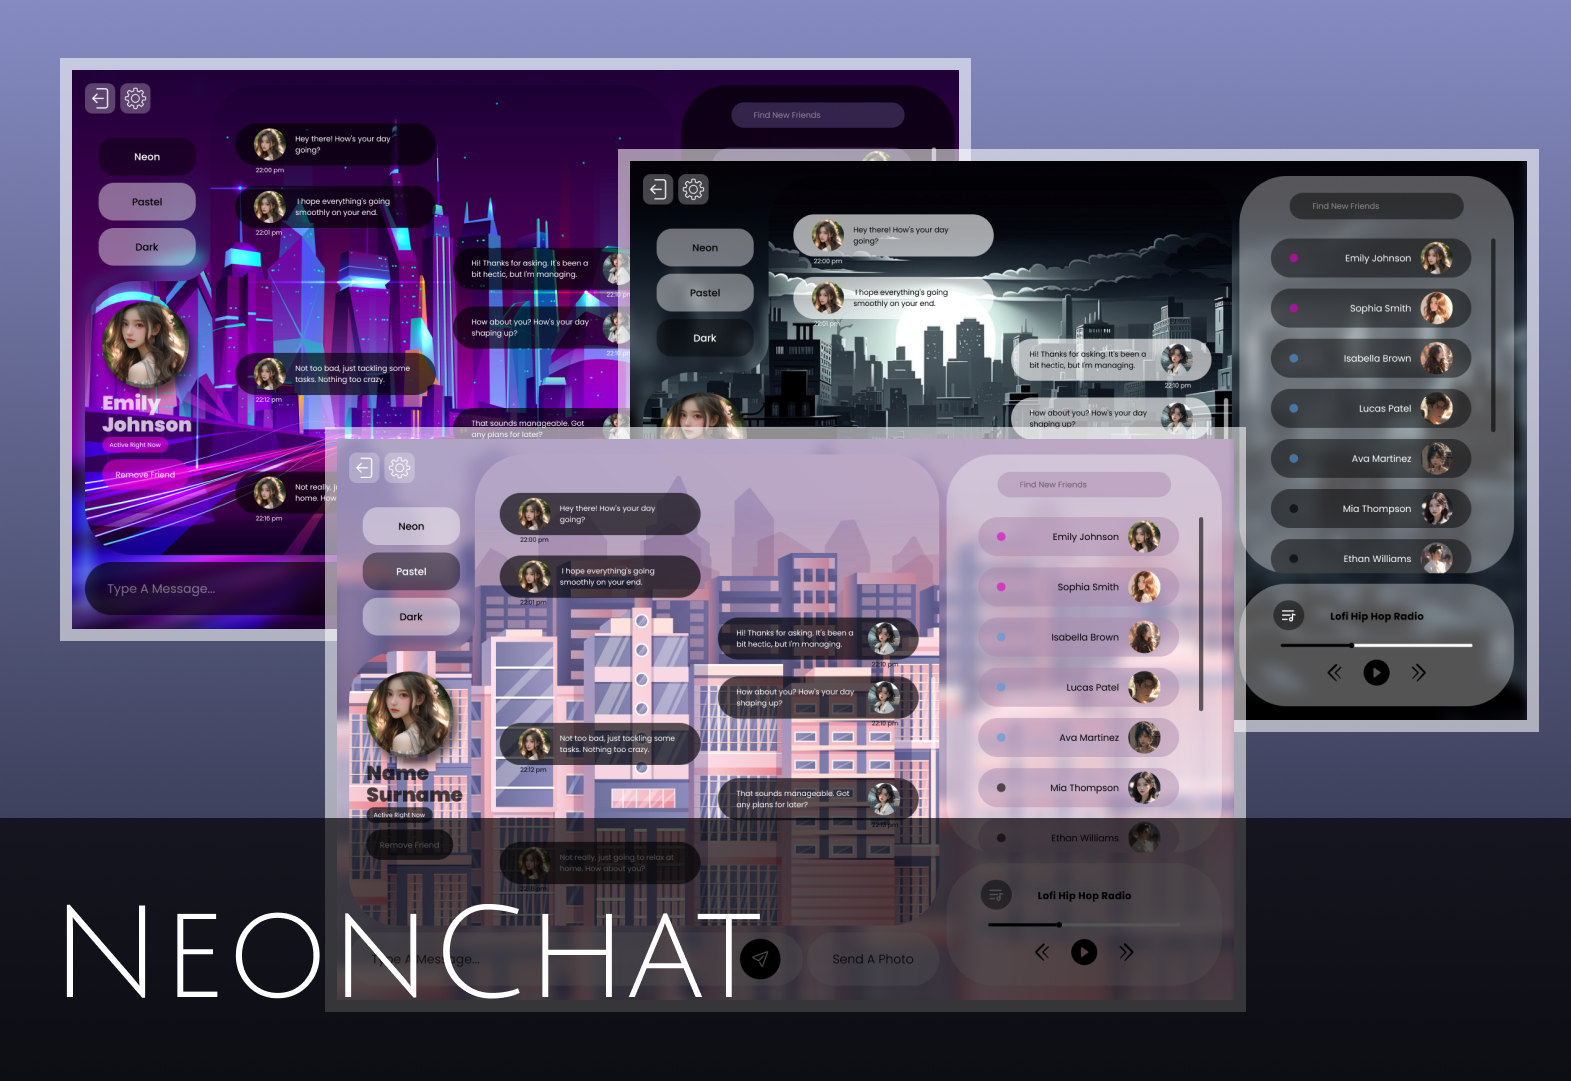 Neon
Pastel
Dark
Emily
Johnson
Active Right Now
Remove Friend
Hey there! How's your day
going?
22:00 pm
I hope everything's going
smoothly on your end.
22:01 pm
Hi! Thanks for asking. It's been a
bit hectic, but I'm managing.
22:10 p
How about you? How's your day
shaping up?
22:10 p
Not too bad, just tackling some
tasks. Nothing too crazy.
22:12 pm
That sounds manageable. Got
any plans for later?
Not really, j
home. How
22:16 pm
Type A Message...
Find New Friends
Neon
Pastel
Dark
Hey there! How's your day
going?
22:00 pm
I hope everything's going
smoothly on your end.
22:01 pm
Hi! Thanks for asking. It's been a
bit hectic, but I'm managing.
22:10 pm
How about you? How's your day
shaping up?
Find New Friends
Emily Johnson
Sophia Smith
Isabella Brown
Lucas Patel
Ava Martinez
Mia Thompson
Ethan Williams
Lofi Hip Hop Radio
Neon
Pastel
Dark
Name
Surname
Active Right Now
Remove Friend
Hey there! How's your day
going?
22:00 pm
I hope everything's going
smoothly on your end.
22:01 pm
Hi! Thanks for asking. It's been a
bit hectic, but I'm managing.
22:10 pm
How about you? How's your day
shaping up?
22:10 pm
Not too bad, just tackling some
tasks. Nothing too crazy.
22:12 pm
That sounds manageable. Got
any plans for later?
Not really, just going to relax at
home. How about you?
Type A Message...
Send A Photo
Find New Friends
Emily Johnson
Sophia Smith
Isabella Brown
Lucas Patel
Ava Martinez
Mia Thompson
Ethan Williams
Lofi Hip Hop Radio
NEONCHAT